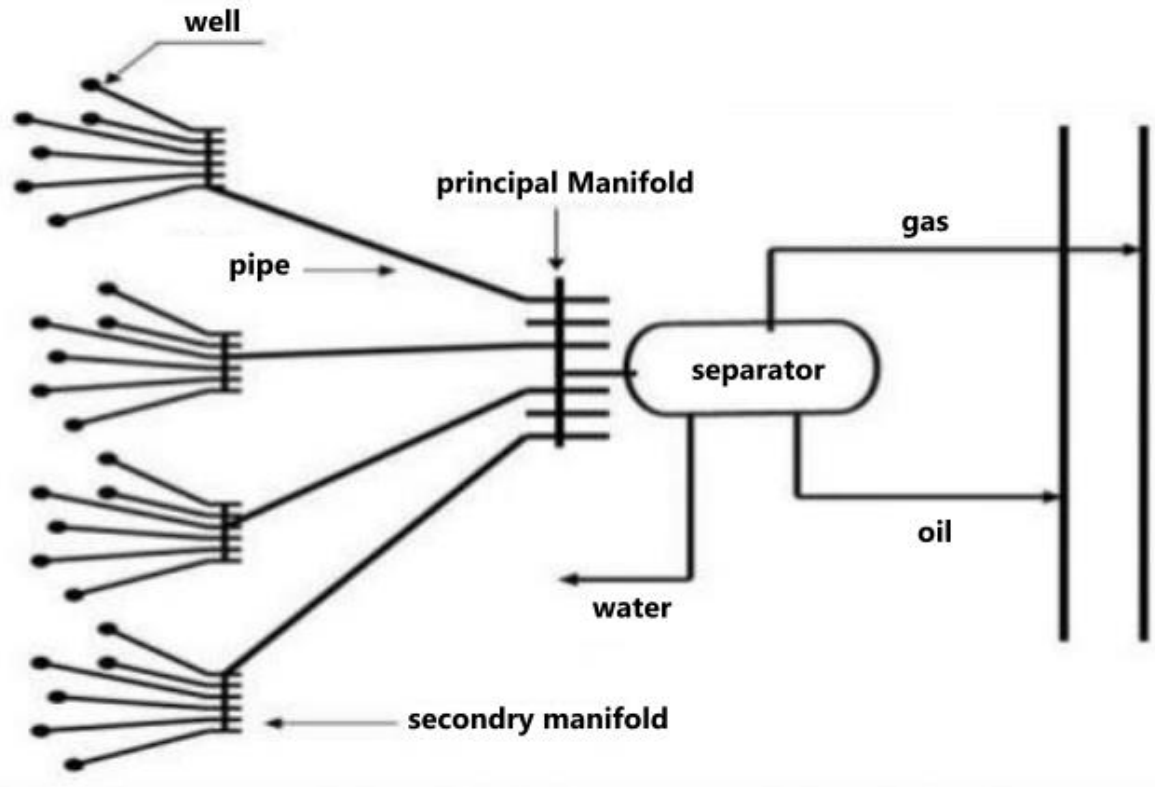 well
principal Manifold
gas
pipe
separator
oil
water
secondry manifold